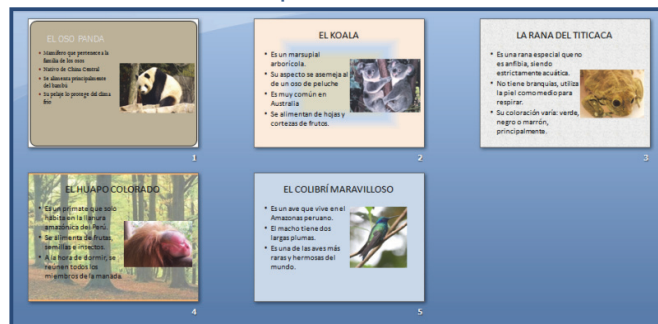 EL OSO PANDA
• Mamífero que pertenece a la
familia de los osos
• Nativo de China Central
• Se alimenta principalmente
del bambú
• Su pelaje lo protege del clima
frío
1
EL KOALA
• Es un marsupial
arborícola.
• Su aspecto se asemeja al
de un oso de peluche
• Es muy común en
Australia
• Se alimentan de hojas y
cortezas de frutos.
2
LA RANA DEL TITICACA
• Es una rana especial que no
es anfibia, siendo
estrictamente acuática.
• No tiene branquias, utiliza
la piel como medio para
respirar.
• Su coloración varía: verde,
negro o marrón,
principalmente.
3
EL HUAPO COLORADO
• Es un primate que sólo
habita en la llanura
amazónica del Perú.
• Se alimenta de frutas,
semillas e insectos.
• A la hora de dormir, se
reúnen todos los
miembros de la manada.
4
EL COLIBRÍ MARAVILLOSO
• Es un ave que vive en el
Amazonas peruano.
• El macho tiene dos
largas plumas.
• Es una de las aves más
raras y hermosas del
mundo.
5